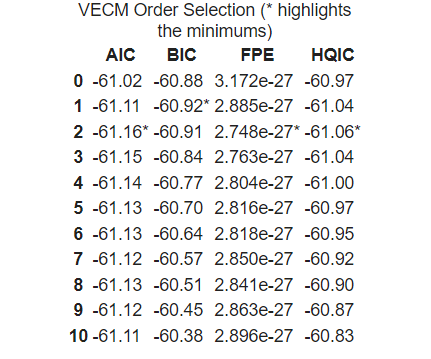 VECM Order Selection (* highlights
the minimums)
AIC BIC FPE HQIC
0 -61.02 -60.88 3.172e-27 -60.97
1 -61.11 -60.92* 2.885e-27 -61.04
2 -61.16* -60.91 2.748e-27* -61.06*
3 -61.15 -60.84 2.763e-27 -61.04
4 -61.14 -60.77 2.804e-27 -61.00
5 -61.13 -60.70 2.816e-27 -60.97
6 -61.13 -60.64 2.818e-27 -60.95
7 -61.12 -60.57 2.850e-27 -60.92
8 -61.13 -60.51 2.841e-27 -60.90
9 -61.12 -60.45 2.863e-27 -60.87
10 -61.11 -60.38 2.896e-27 -60.83